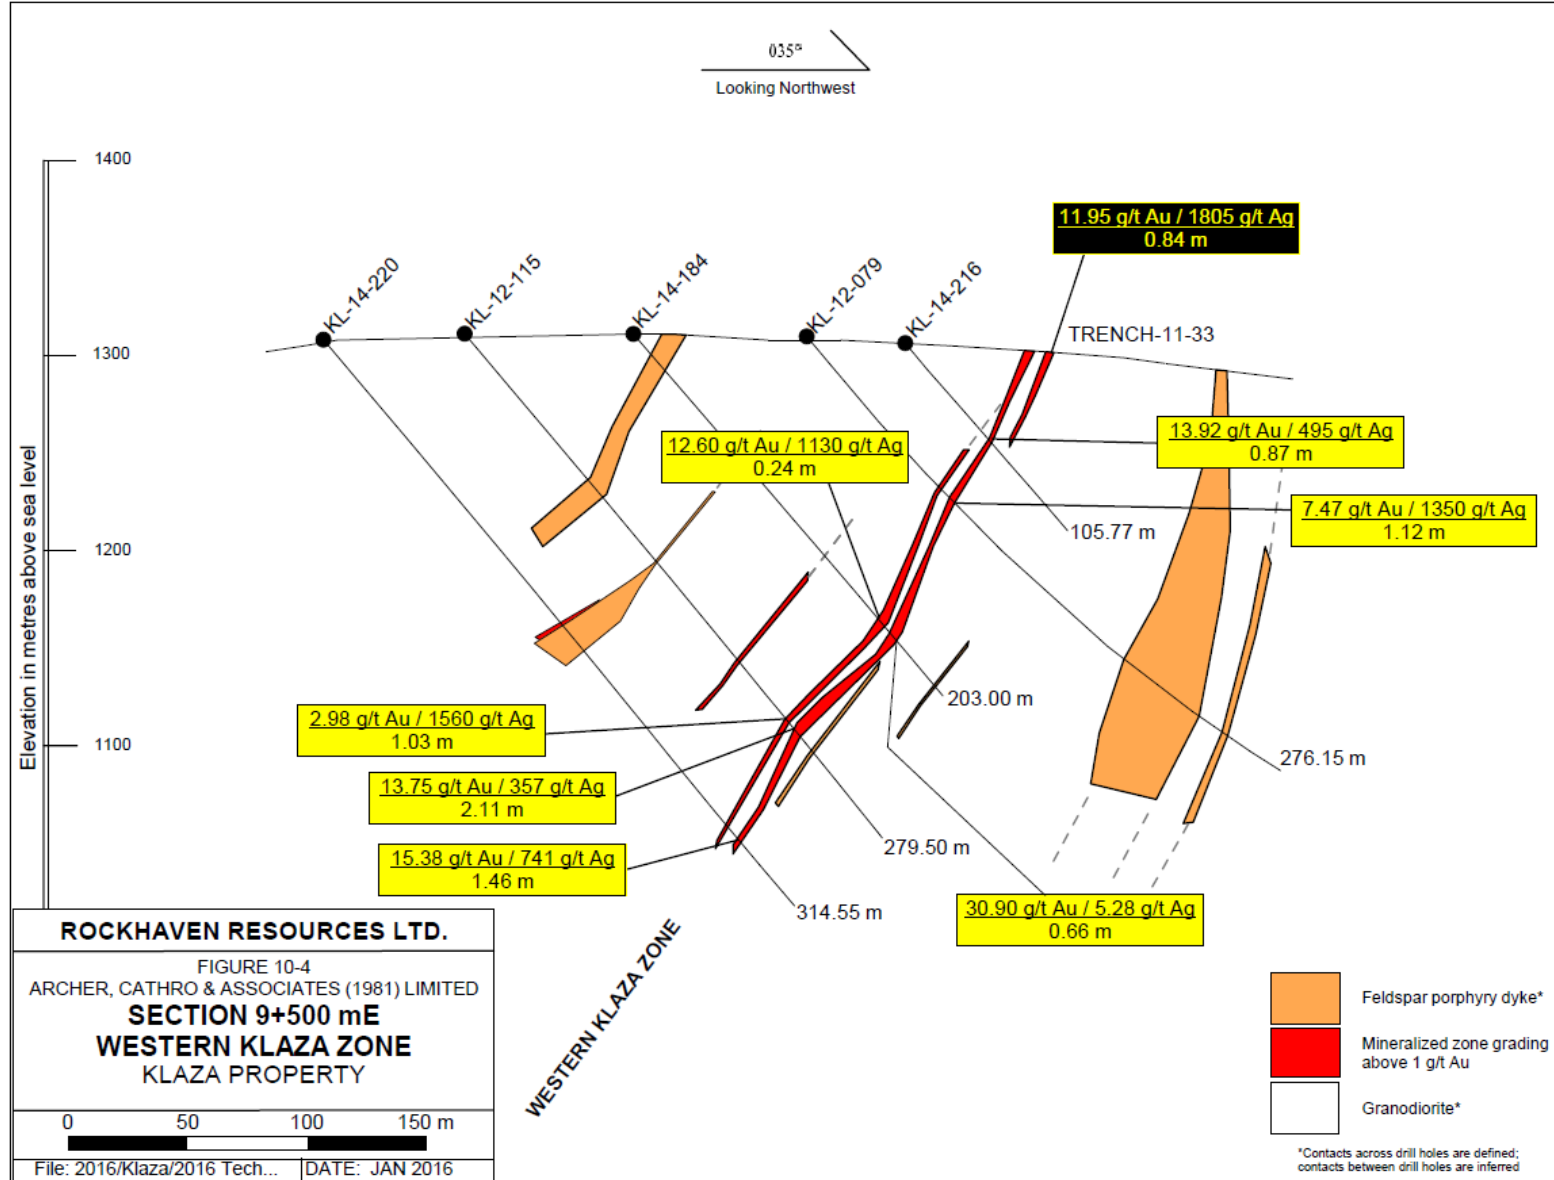 035°
Looking Northwest
Elevation in metres above sea level
1400
1300
1200
1100
KL-14-220
KL-12-115
KL-14-184
KL-12-079
KL-14-216
11.95 g/t Au / 1805 g/t Ag
0.84 m
TRENCH-11-33
12.60 g/t Au / 1130 g/t Ag
0.24 m
13.92 g/t Au / 495 g/t Ag
0.87 m
7.47 g/t Au / 1350 g/t Ag
1.12 m
105.77 m
203.00 m
276.15 m
2.98 g/t Au / 1560 g/t Ag
1.03 m
13.75 g/t Au / 357 g/t Ag
2.11 m
15.38 g/t Au / 741 g/t Ag
1.46 m
279.50 m
314.55 m
30.90 g/t Au / 5.28 g/t Ag
0.66 m
WESTERN KLAZA ZONE
ROCKHAVEN RESOURCES LTD.
FIGURE 10-4
ARCHER, CATHRO & ASSOCIATES (1981) LIMITED
SECTION 9+500 mE
WESTERN KLAZA ZONE
KLAZA PROPERTY
0 50 100 150 m
File: 2016/Klaza/2016 Tech... DATE: JAN 2016
Feldspar porphyry dyke*
Mineralized zone grading
above 1 g/t Au
Granodiorite*
*Contacts across drill holes are defined;
contacts between drill holes are inferred